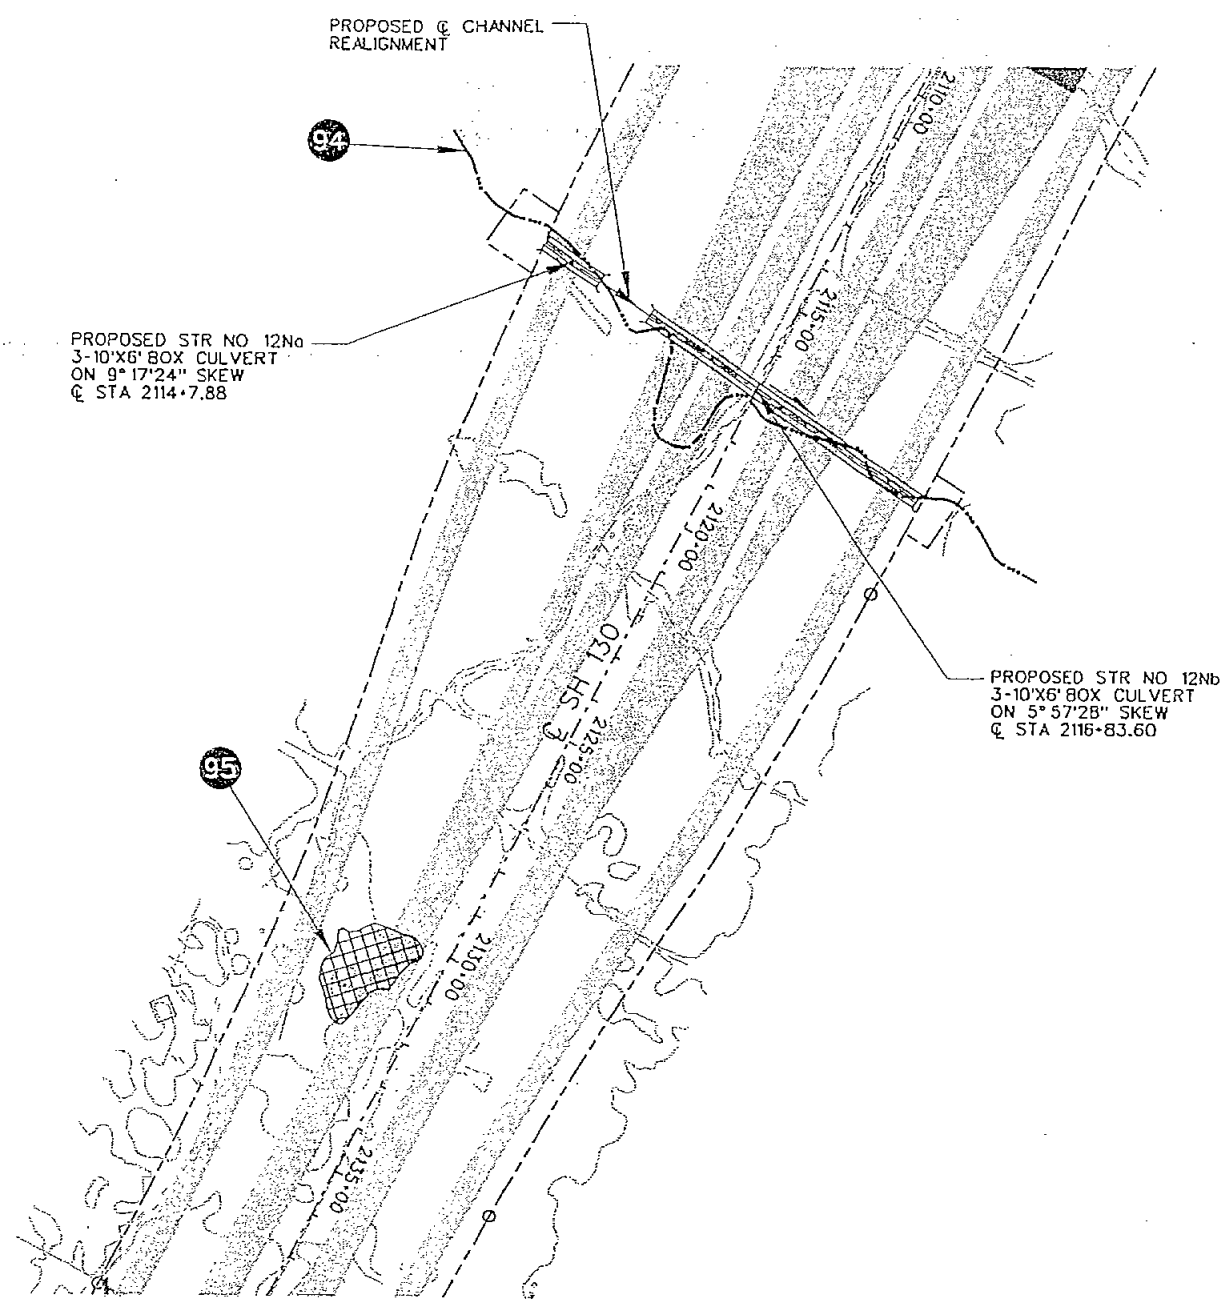 PROPOSED ℄ CHANNEL
REALIGNMENT
94
2110+00
2115+00
PROPOSED STR NO 12Na
3-10'X6' BOX CULVERT
ON 9° 17'24" SKEW
℄ STA 2114+7.88
2120+00
℄ SH 130
PROPOSED STR NO 12Nb
3-10'X6' BOX CULVERT
ON 5° 57'28" SKEW
℄ STA 2116+83.60
2125+00
95
2130+00
2135+00